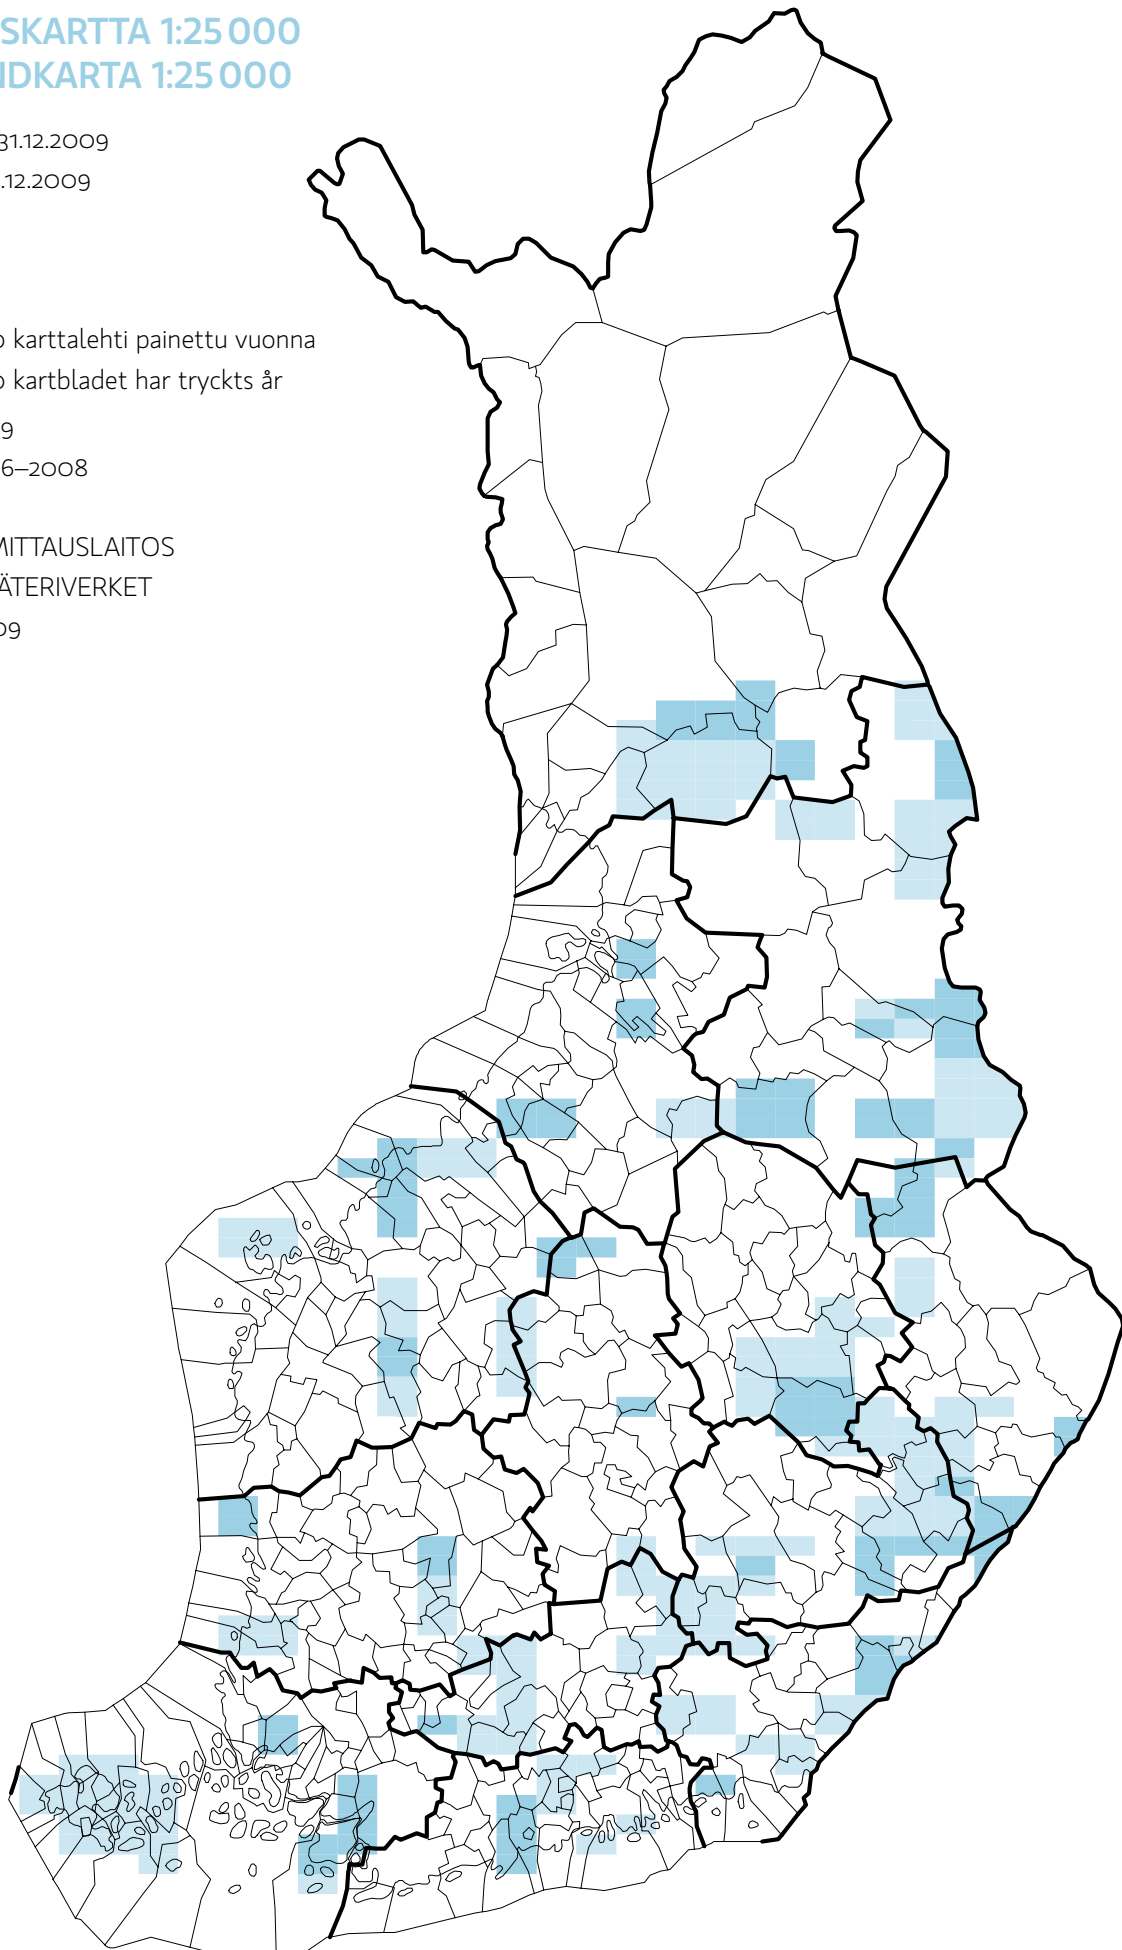 SKARTTA 1:25 000
NDKARTA 1:25 000
31.12.2009
.12.2009
karttalehti painettu vuonna
kartbladet har tryckts år
9
6–2008
MITTAUSLAITOS
ÄTERIVERKET
09